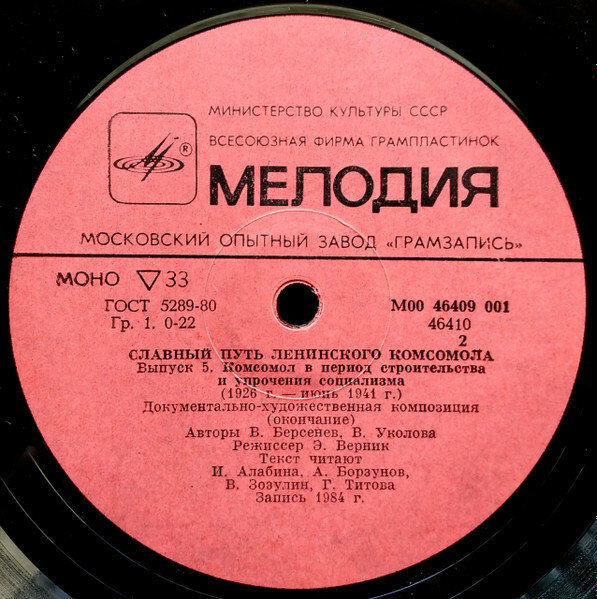 МИНИСТЕРСТВО КУЛЬТУРЫ СССР
ВСЕСОЮЗНАЯ ФИРМА ГРАМПЛАСТИНОК
®
МЕЛОДИЯ
МОСКОВСКИЙ ОПЫТНЫЙ ЗАВОД «ГРАМЗАПИСЬ»
МОНО ▽ 33
ГОСТ 5289-80
Гр. 1. 0-22
М00 46409 001
46410
2
СЛАВНЫЙ ПУТЬ ЛЕНИНСКОГО КОМСОМОЛА
Выпуск 5. Комсомол в период строительства
и упрочения социализма
(1926 г. — июнь 1941 г.)
Документально-художественная композиция
(окончание)
Авторы В. Берсенев, В. Уколова
Режиссер Э. Верник
Текст читают
И. Алабина, А. Борзунов,
В. Зозулин, Г. Титова
Запись 1984 г.